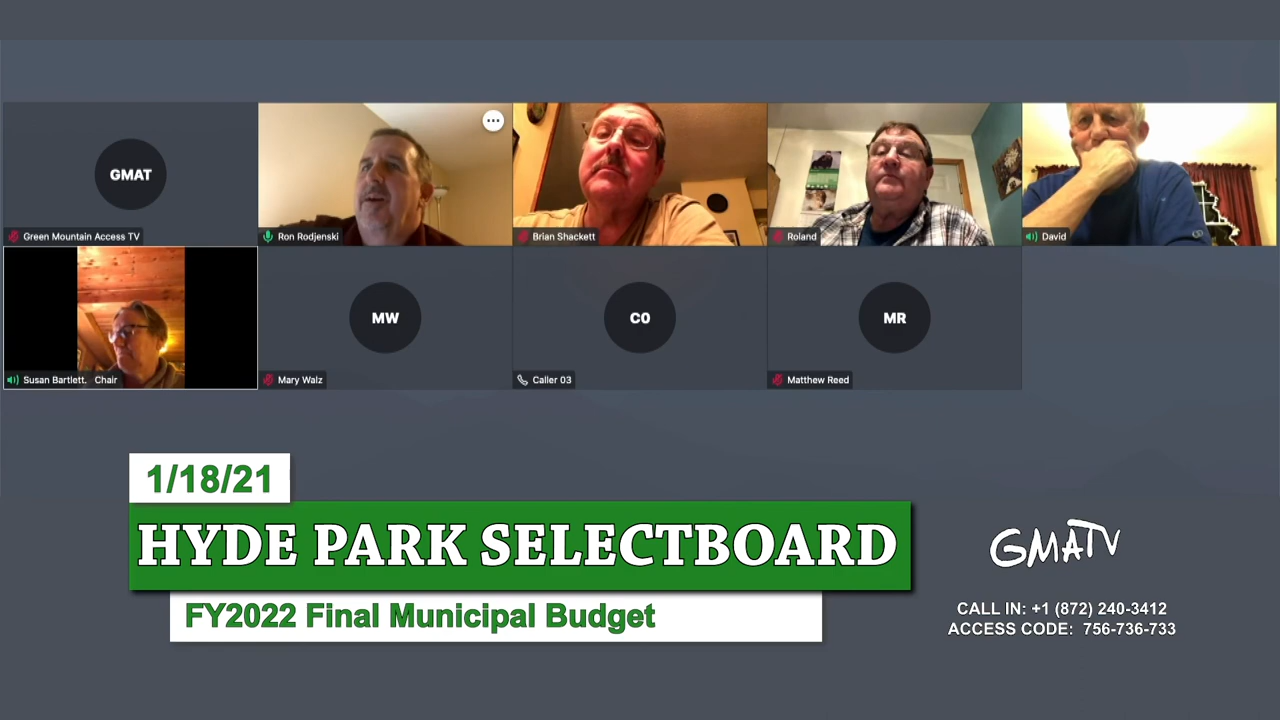 GMAT
Green Mountain Access TV
Ron Rodjenski
Brian Shackett
Roland
David
Susan Bartlett. Chair
MW
Mary Walz
C0
Caller 03
MR
Matthew Reed
1/18/21
HYDE PARK SELECTBOARD
FY2022 Final Municipal Budget
GMATV
CALL IN: +1 (872) 240-3412
ACCESS CODE: 756-736-733